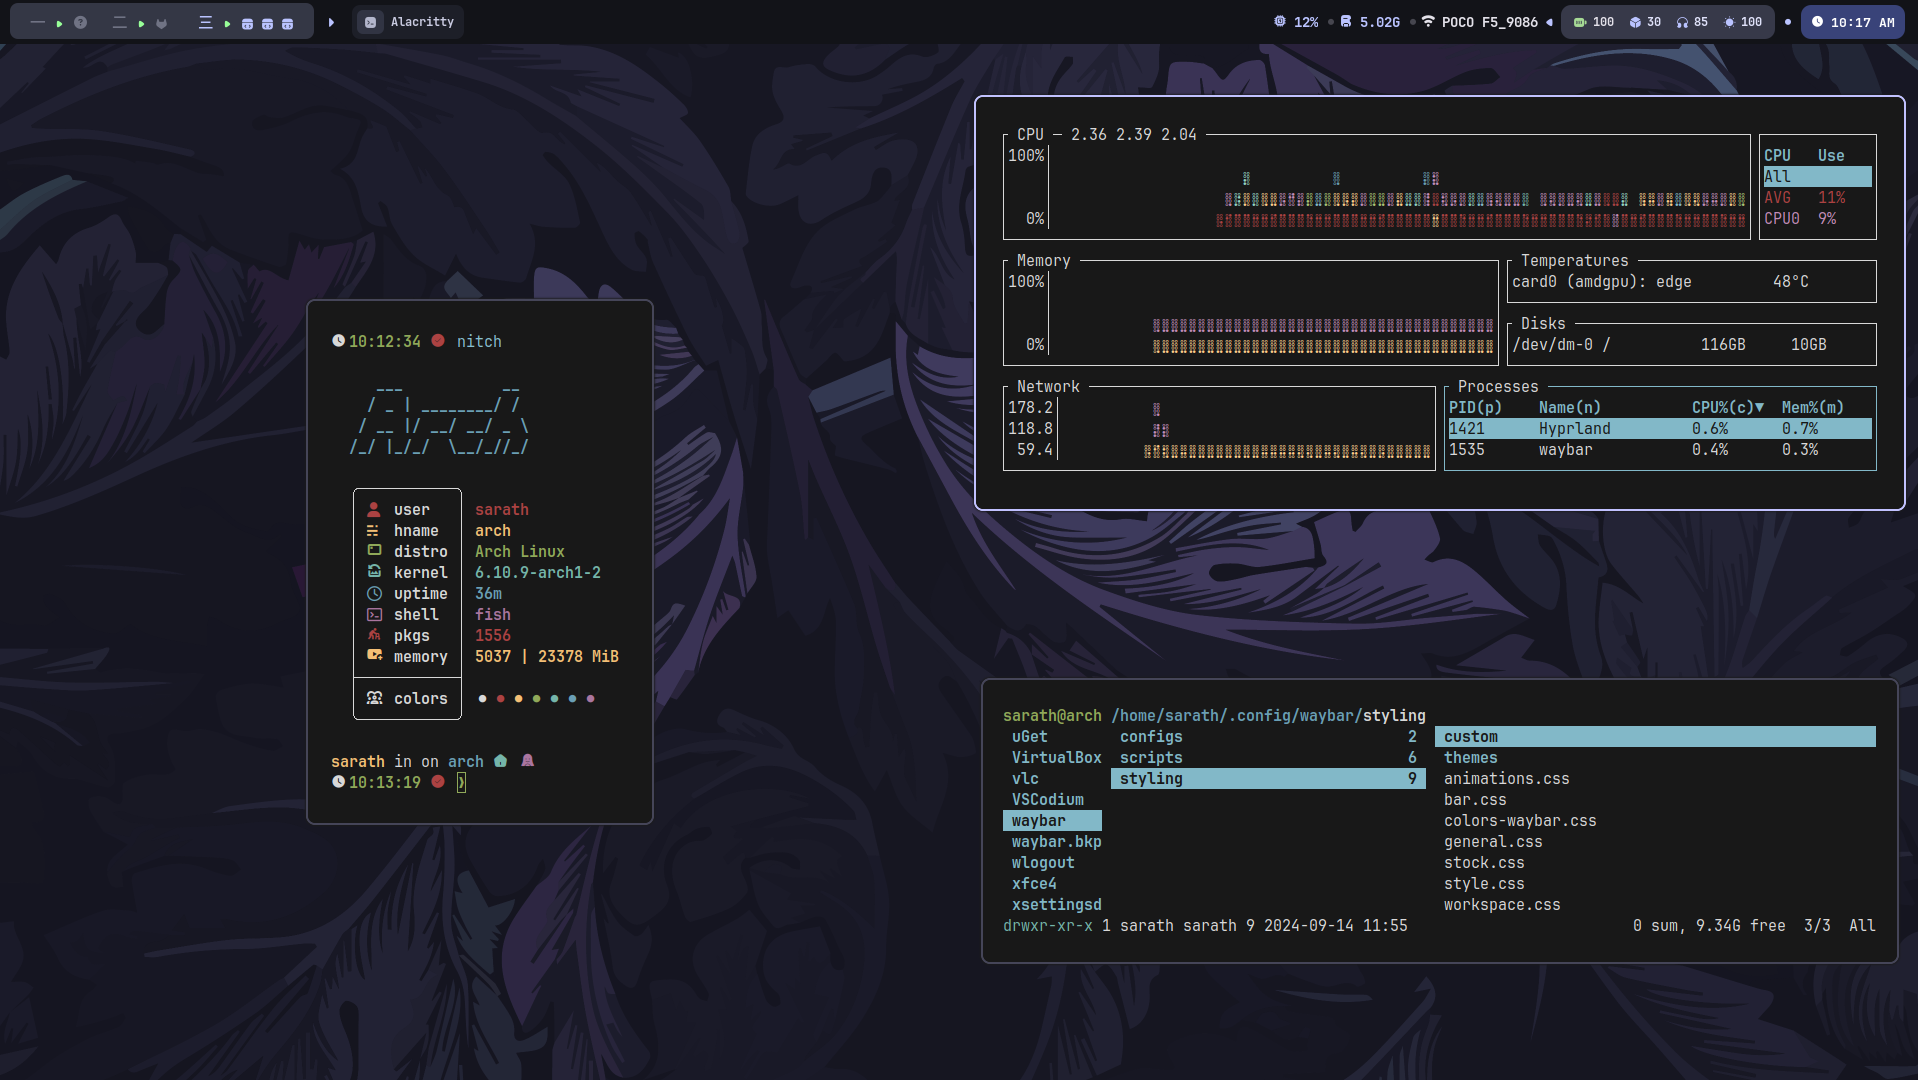 一 二 三 Alacritty 12% 5.02G POCO F5_9086 100 30 85 100 10:17 AM
10:12:34 nitch
user sarath
hname arch
distro Arch Linux
kernel 6.10.9-arch1-2
uptime 36m
shell fish
pkgs 1556
memory 5037 | 23378 MiB
colors
sarath in on arch
10:13:19 ❯
CPU — 2.36 2.39 2.04
100%
0%
CPU Use
All
AVG 11%
CPU0 9%
Memory
100%
0%
Temperatures
card0 (amdgpu): edge 48°C
Disks
/dev/dm-0 / 116GB 10GB
Network
178.2
118.8
59.4
Processes
PID(p) Name(n) CPU%(c)▼ Mem%(m)
1421 Hyprland 0.6% 0.7%
1535 waybar 0.4% 0.3%
sarath@arch /home/sarath/.config/waybar/styling
uGet configs 2 custom
VirtualBox scripts 6 themes
vlc styling 9 animations.css
VSCodium bar.css
waybar colors-waybar.css
waybar.bkp general.css
wlogout stock.css
xfce4 style.css
xsettingsd workspace.css
drwxr-xr-x 1 sarath sarath 9 2024-09-14 11:55 0 sum, 9.34G free 3/3 All